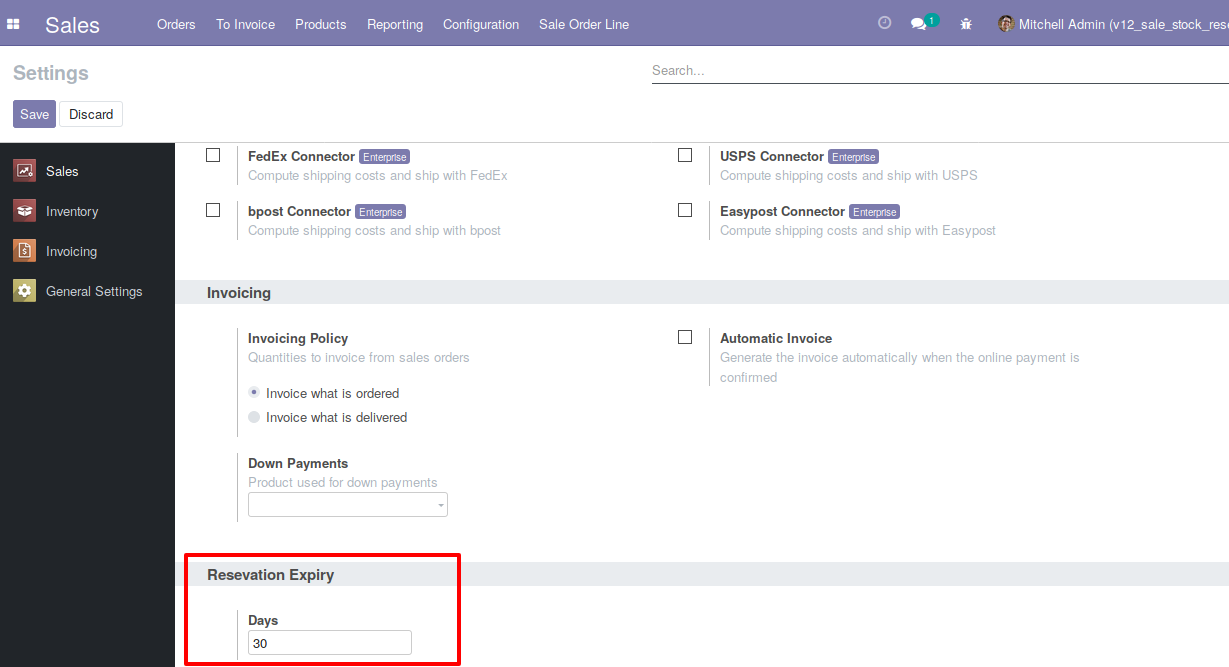 Sales
Orders To Invoice Products Reporting Configuration Sale Order Line
1
Mitchell Admin (v12_sale_stock_res
Settings
Search...
Save Discard
Sales
Inventory
Invoicing
General Settings
FedEx Connector Enterprise
Compute shipping costs and ship with FedEx
USPS Connector Enterprise
Compute shipping costs and ship with USPS
bpost Connector Enterprise
Compute shipping costs and ship with bpost
Easypost Connector Enterprise
Compute shipping costs and ship with Easypost
Invoicing
Invoicing Policy
Quantities to invoice from sales orders
Invoice what is ordered
Invoice what is delivered
Automatic Invoice
Generate the invoice automatically when the online payment is
confirmed
Down Payments
Product used for down payments
Resevation Expiry
Days
30